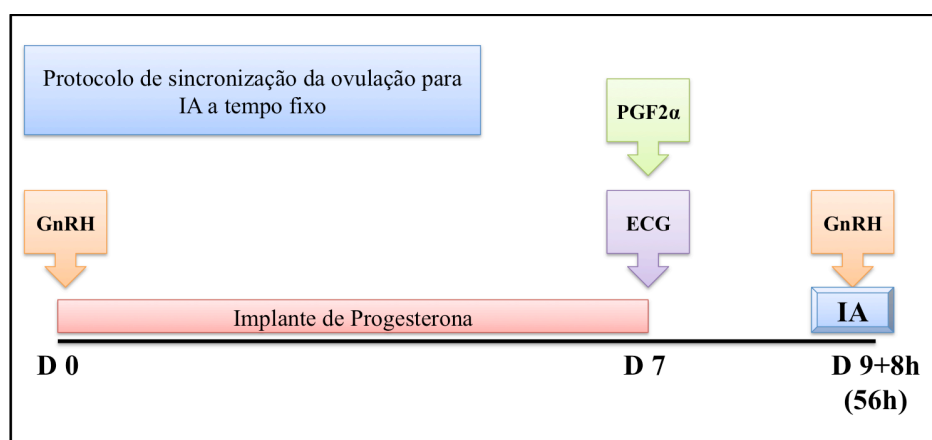 Protocolo de sincronização da ovulação para
IA a tempo fixo
PGF2α
GnRH
ECG
GnRH
Implante de Progesterona
IA
D 0
D 7
D 9+8h
(56h)